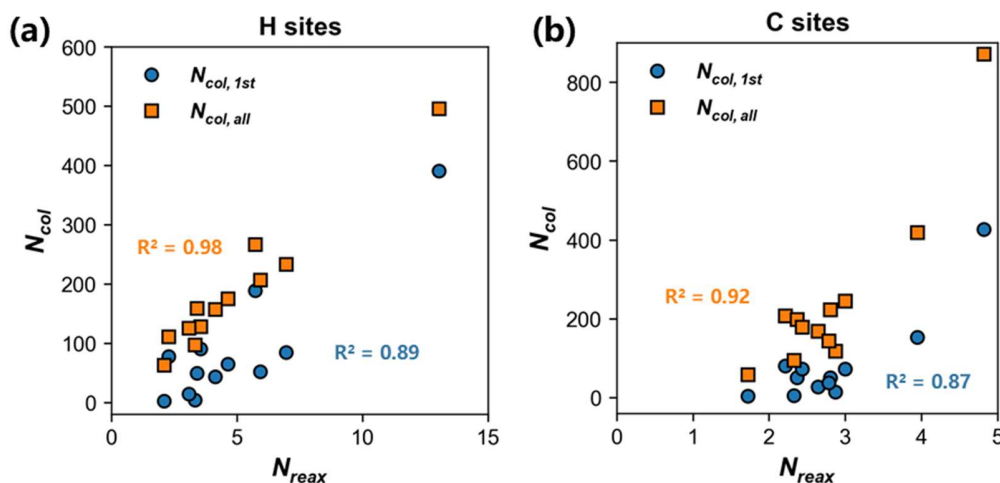 (a)
H sites
N_col, 1st
N_col, all
R² = 0.98
R² = 0.89
600
500
400
300
200
100
0
N_col
0 5 10 15
N_reax
(b)
C sites
N_col, 1st
N_col, all
R² = 0.92
R² = 0.87
800
600
400
200
0
N_col
0 1 2 3 4 5
N_reax